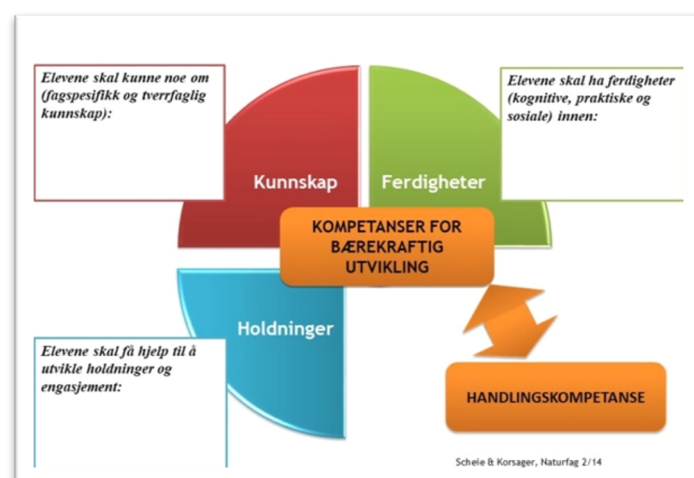 Elevene skal kunne noe om
(fagspesifikk og tverrfaglig
kunnskap):
Elevene skal ha ferdigheter
(kognitive, praktiske og
sosiale) innen:
Kunnskap
Ferdigheter
KOMPETANSER FOR
BÆREKRAFTIG
UTVIKLING
Holdninger
Elevene skal få hjelp til å
utvikle holdninger og
engasjement:
HANDLINGSKOMPETANSE
Scheie & Korsager, Naturfag 2/14